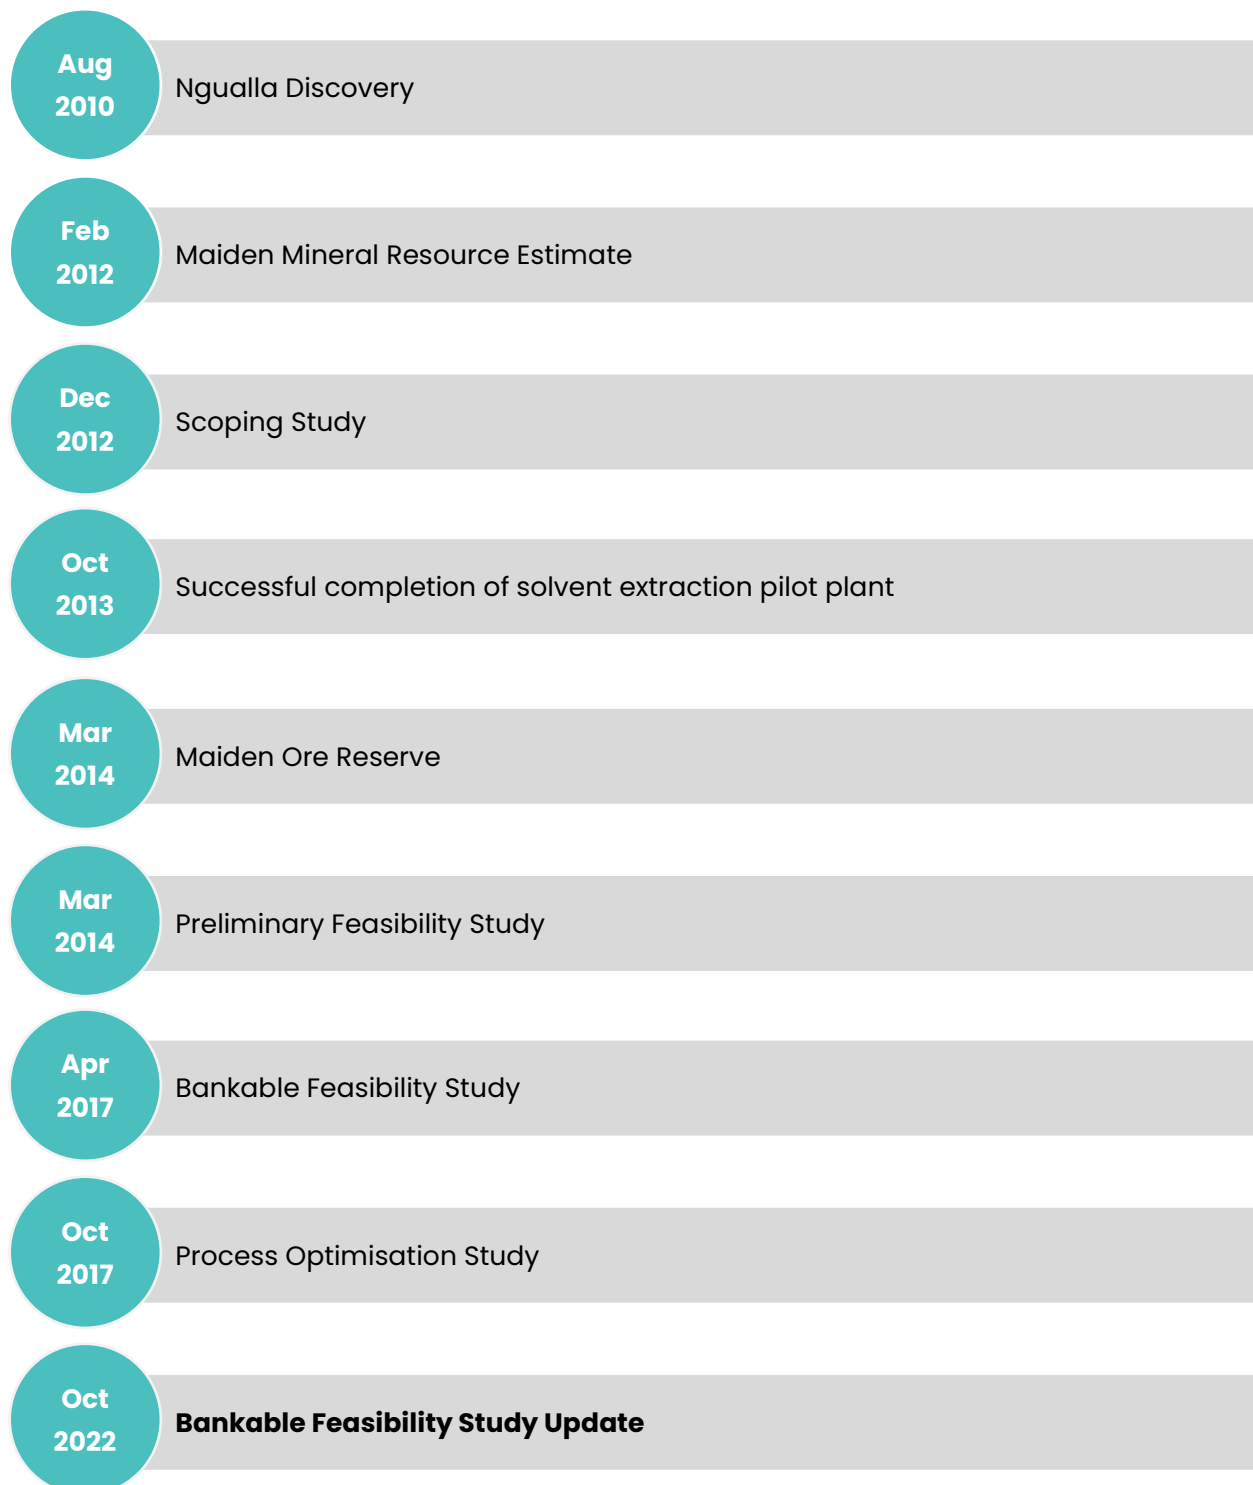 Aug
2010
Ngualla Discovery
Feb
2012
Maiden Mineral Resource Estimate
Dec
2012
Scoping Study
Oct
2013
Successful completion of solvent extraction pilot plant
Mar
2014
Maiden Ore Reserve
Mar
2014
Preliminary Feasibility Study
Apr
2017
Bankable Feasibility Study
Oct
2017
Process Optimisation Study
Oct
2022
Bankable Feasibility Study Update